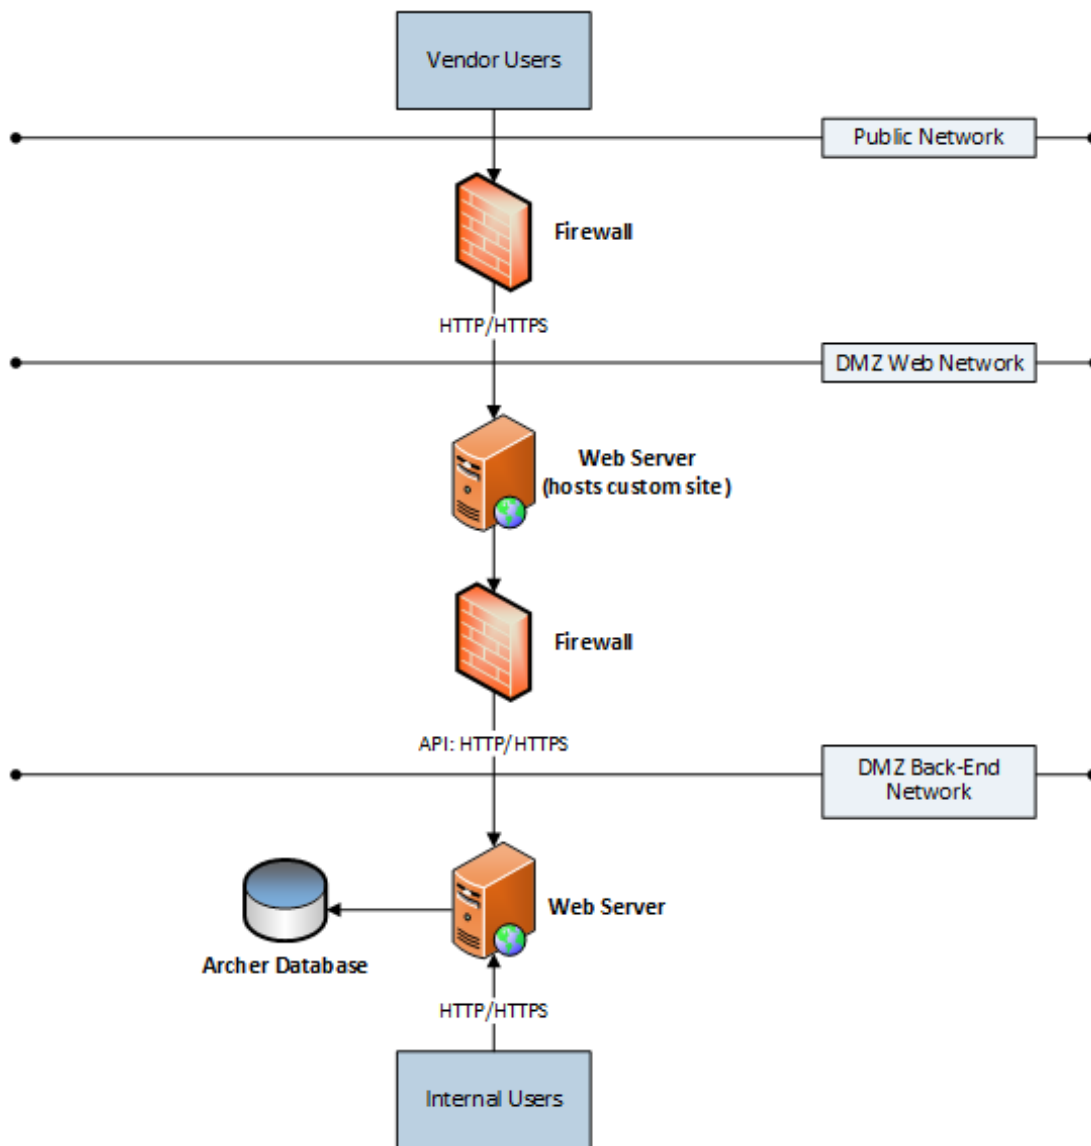 Vendor Users
Public Network
Firewall
HTTP/HTTPS
DMZ Web Network
Web Server
(hosts custom site)
Firewall
API: HTTP/HTTPS
DMZ Back-End
Network
Web Server
Archer Database
HTTP/HTTPS
Internal Users